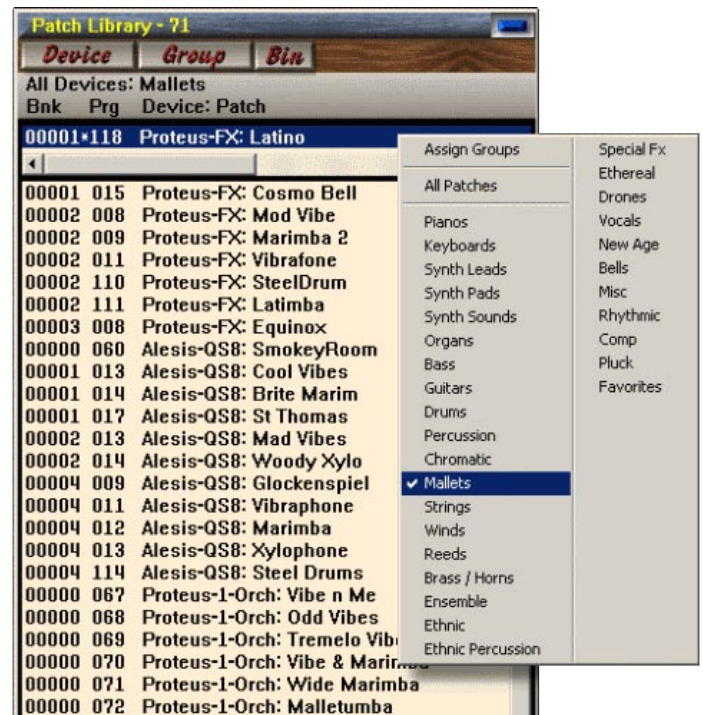 Patch Library - 71
Device Group Bin
All Devices: Mallets
Bnk Prg Device: Patch
00001*118 Proteus-FX: Latino
00001 015 Proteus-FX: Cosmo Bell
00002 008 Proteus-FX: Mod Vibe
00002 009 Proteus-FX: Marimba 2
00002 011 Proteus-FX: Vibrafone
00002 110 Proteus-FX: SteelDrum
00002 111 Proteus-FX: Latimba
00003 008 Proteus-FX: Equinox
00000 060 Alesis-QS8: SmokeyRoom
00001 013 Alesis-QS8: Cool Vibes
00001 014 Alesis-QS8: Brite Marim
00001 017 Alesis-QS8: St Thomas
00002 013 Alesis-QS8: Mad Vibes
00002 014 Alesis-QS8: Woody Xylo
00004 009 Alesis-QS8: Glockenspiel
00004 011 Alesis-QS8: Vibraphone
00004 012 Alesis-QS8: Marimba
00004 013 Alesis-QS8: Xylophone
00004 114 Alesis-QS8: Steel Drums
00000 067 Proteus-1-Orch: Vibe n Me
00000 068 Proteus-1-Orch: Odd Vibes
00000 069 Proteus-1-Orch: Tremelo Vib
00000 070 Proteus-1-Orch: Vibe & Marimba
00000 071 Proteus-1-Orch: Wide Marimba
00000 072 Proteus-1-Orch: Malletumba
Assign Groups
All Patches
Pianos
Keyboards
Synth Leads
Synth Pads
Synth Sounds
Organs
Bass
Guitars
Drums
Percussion
Chromatic
Mallets
Strings
Winds
Reeds
Brass / Horns
Ensemble
Ethnic
Ethnic Percussion
Special Fx
Ethereal
Drones
Vocals
New Age
Bells
Misc
Rhythmic
Comp
Pluck
Favorites